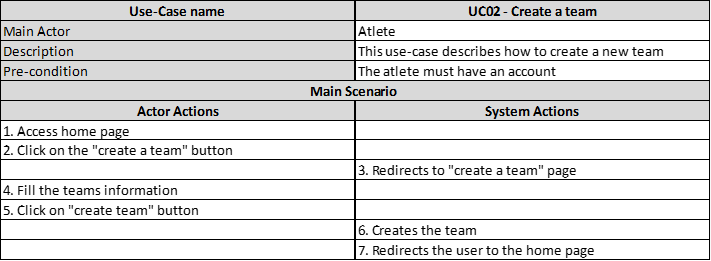 Use-Case name UC02 - Create a team
Main Actor Atlete
Description This use-case describes how to create a new team
Pre-condition The atlete must have an account
Main Scenario
Actor Actions System Actions
1. Access home page
2. Click on the "create a team" button
3. Redirects to "create a team" page
4. Fill the teams information
5. Click on "create team" button
6. Creates the team
7. Redirects the user to the home page